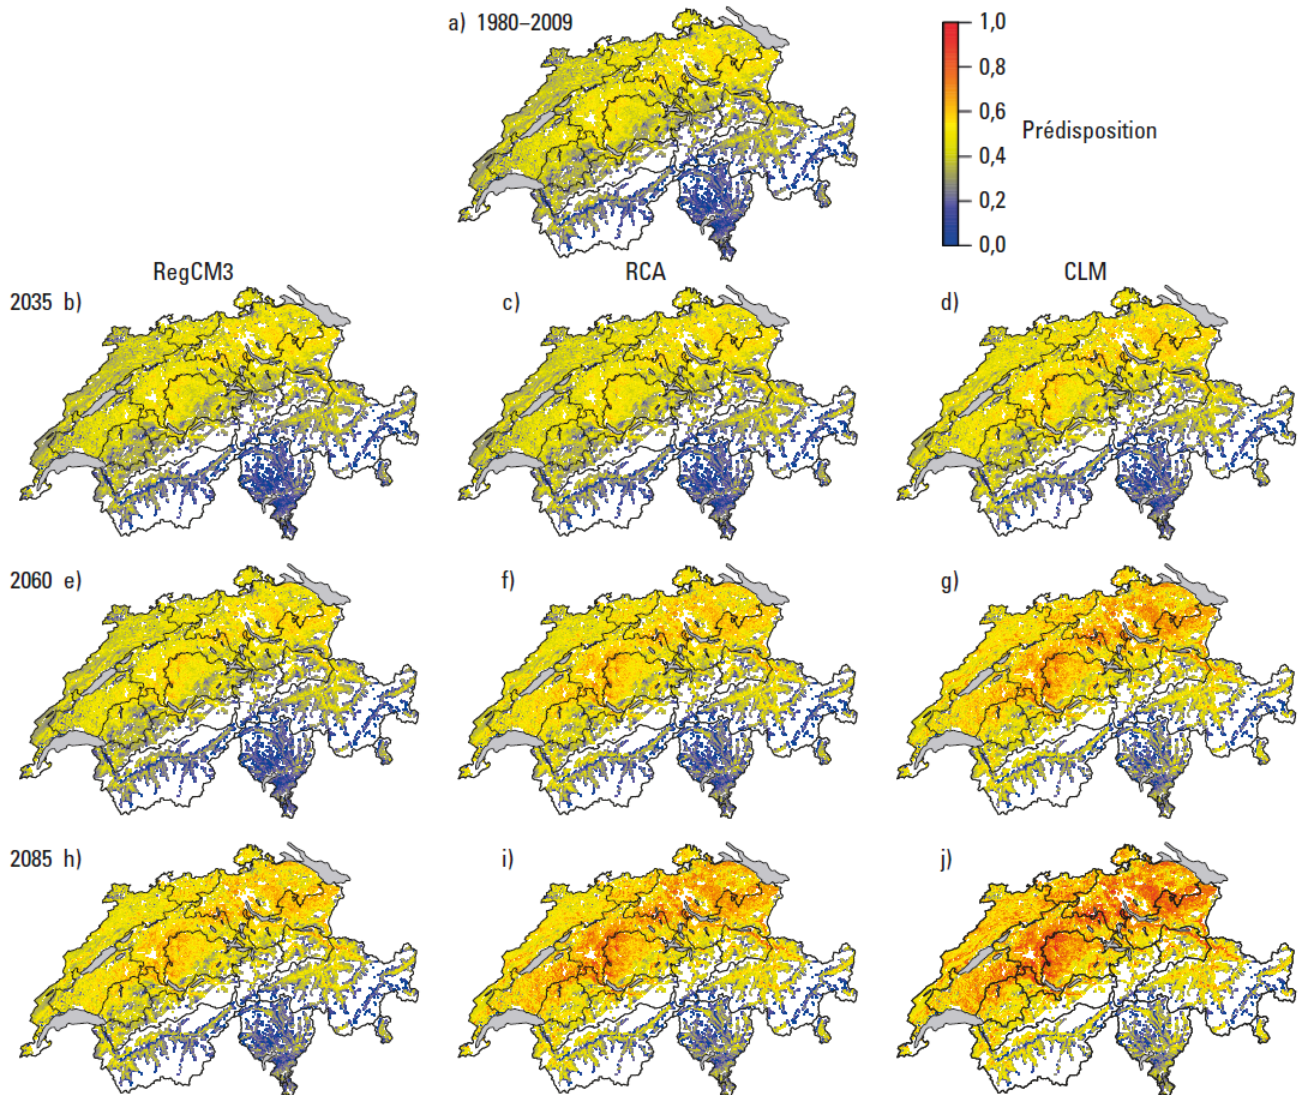 a) 1980–2009
1,0
0,8
0,6
Prédisposition
0,4
0,2
0,0
RegCM3
RCA
CLM
2035 b)
c)
d)
2060 e)
f)
g)
2085 h)
i)
j)